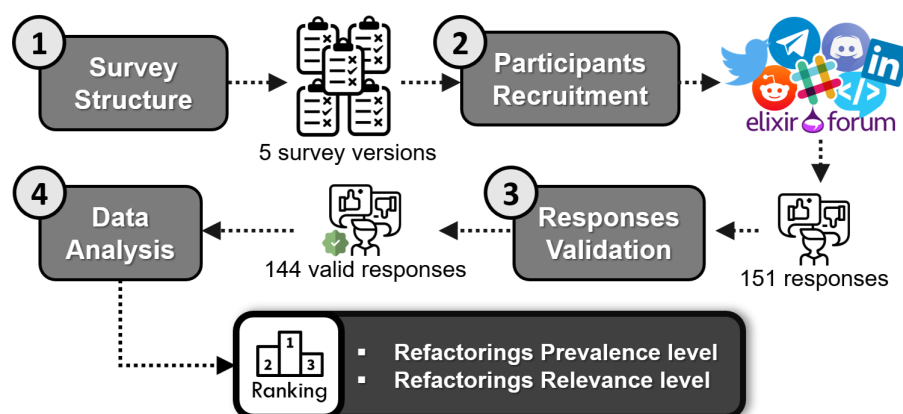 1
Survey
Structure
5 survey versions
2
Participants
Recruitment
in
</>
elixir forum
4
Data
Analysis
144 valid responses
3
Responses
Validation
151 responses
1
2
3
Ranking
▪ Refactorings Prevalence level
▪ Refactorings Relevance level